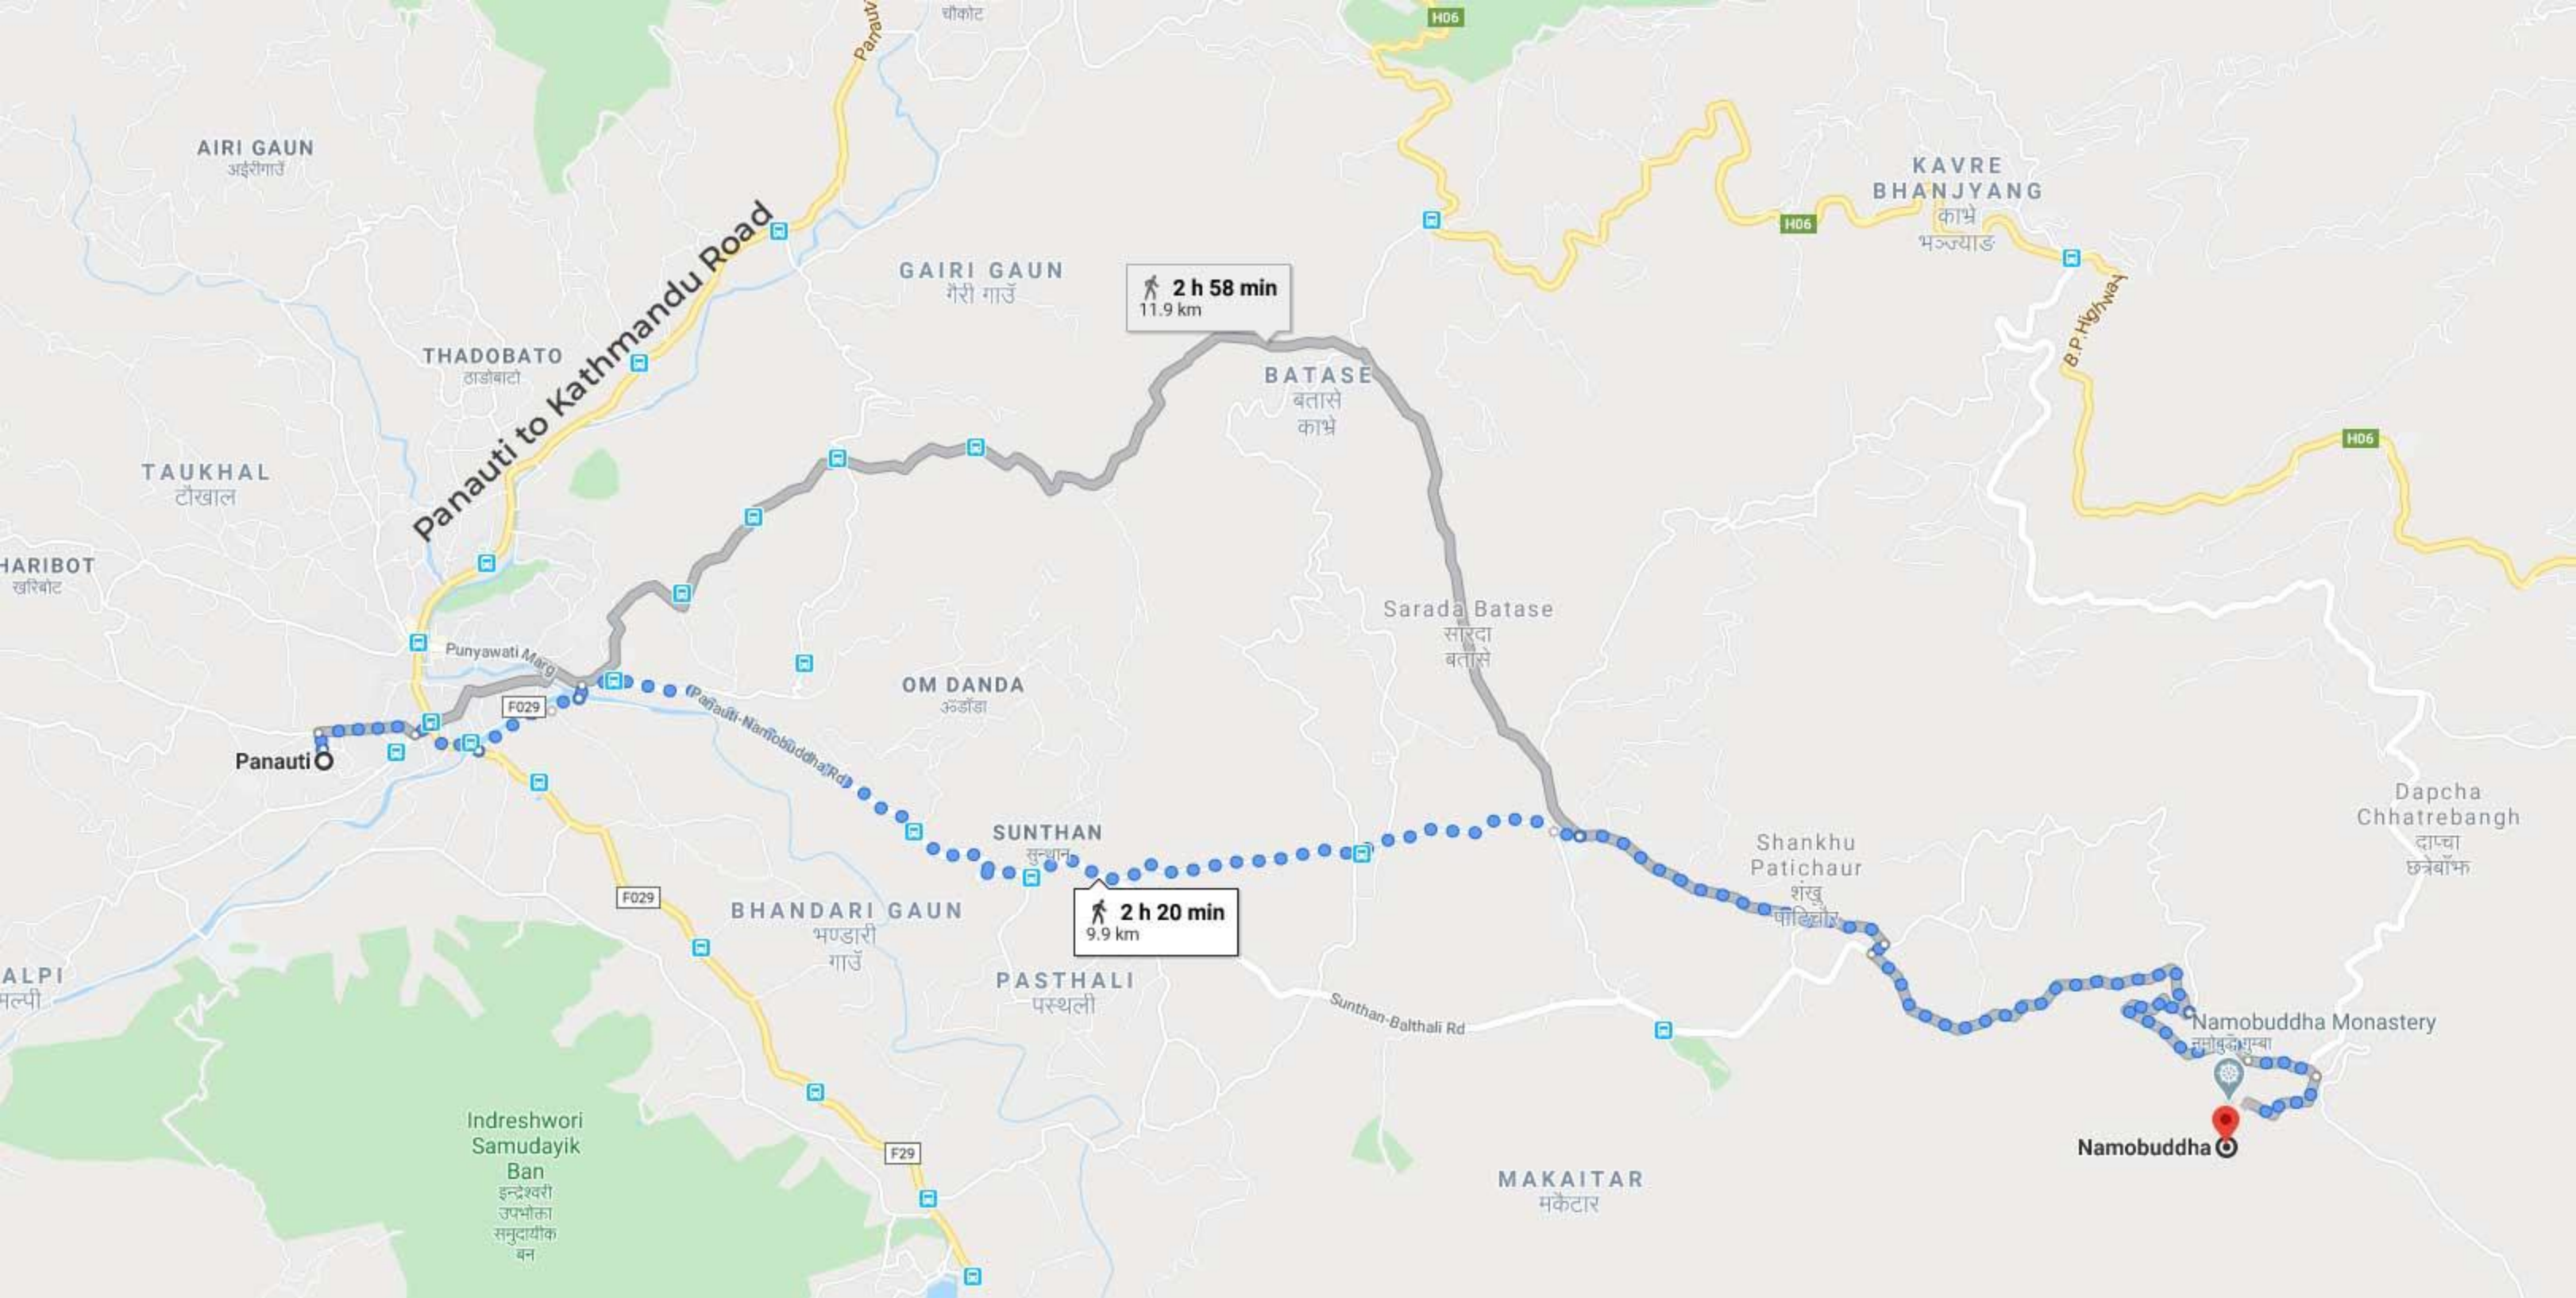 चौकोट
Panauti
H06
AIRI GAUN
अईरीगाउँ
KAVRE
BHANJYANG
काभ्रे
भञ्ज्याङ
H06
Panauti to Kathmandu Road
GAIRI GAUN
गैरी गाउँ
2 h 58 min
11.9 km
B.P. Highway
THADOBATO
ठाडोबाटो
BATASE
बतासे
काभ्रे
H06
TAUKHAL
टौखाल
HARIBOT
खरिबोट
Sarada Batase
सारदा
बतासे
Punyawati Marg
F029
OM DANDA
ॐडाँडा
Panauti-Namobuddha Rd
Panauti
SUNTHAN
सुन्थान
Dapcha
Chhatrebangh
दाप्चा
छत्रेबाँझ
Shankhu
Patichaur
शंखु
पाटिचौर
F029
2 h 20 min
9.9 km
BHANDARI GAUN
भण्डारी
गाउँ
PASTHALI
पस्थली
ALPI
मल्पी
Sunthan-Balthali Rd
Namobuddha Monastery
नमोबुद्ध गुम्बा
Namobuddha
Indreshwori
Samudayik
Ban
इन्द्रेश्वरी
उपभोक्ता
समुदायीक
बन
F29
MAKAITAR
मकैटार